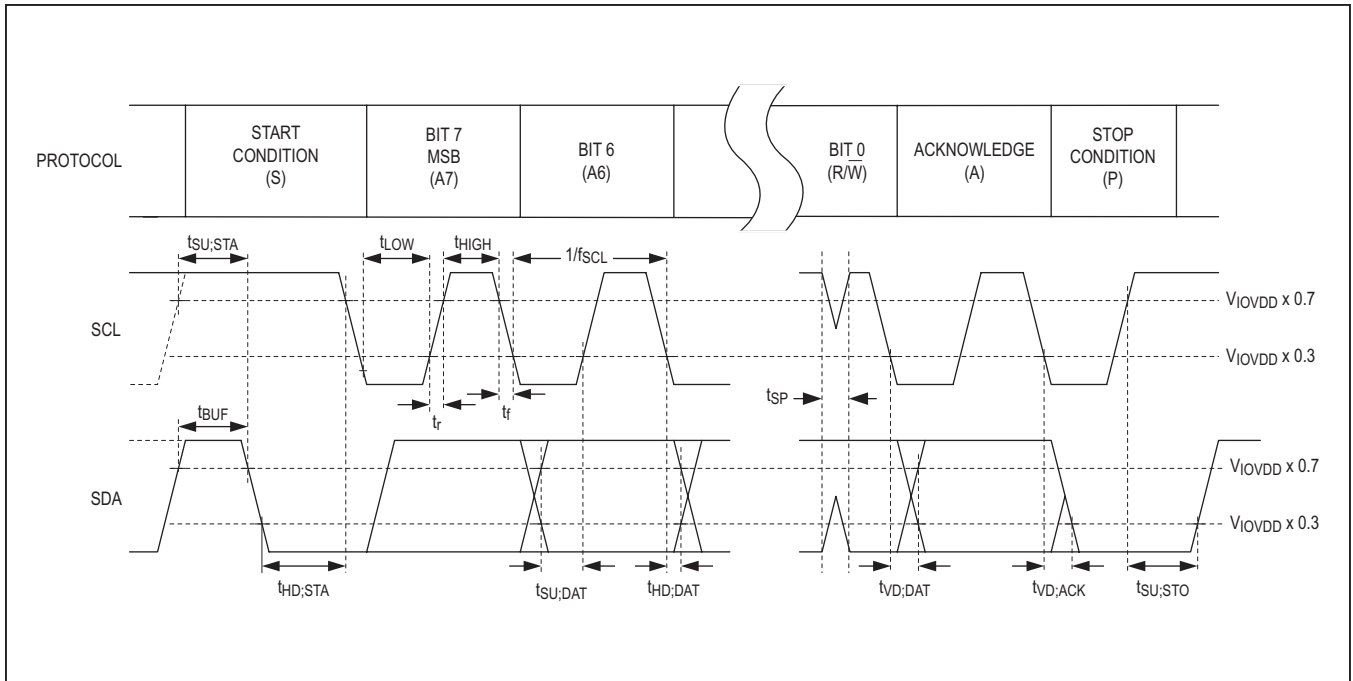 PROTOCOL
START
CONDITION
(S)
BIT 7
MSB
(A7)
BIT 6
(A6)
BIT 0
(R/W̅)
ACKNOWLEDGE
(A)
STOP
CONDITION
(P)
tSU;STA
tLOW
tHIGH
1/fSCL
VIOVDD x 0.7
SCL
VIOVDD x 0.3
tBUF
tr
tf
tSP
VIOVDD x 0.7
SDA
VIOVDD x 0.3
tHD;STA
tSU;DAT
tHD;DAT
tVD;DAT
tVD;ACK
tSU;STO